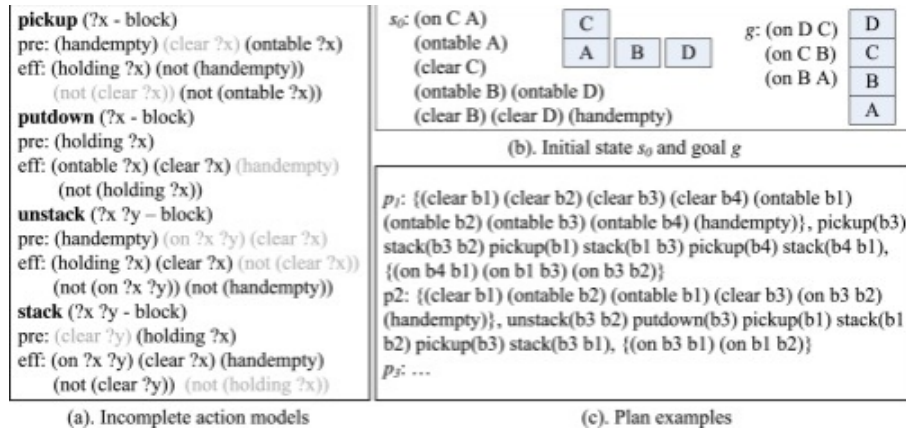 pickup (?x - block)
pre: (handempty) (clear ?x) (ontable ?x)
eff: (holding ?x) (not (handempty))
(not (clear ?x)) (not (ontable ?x))
putdown (?x - block)
pre: (holding ?x)
eff: (ontable ?x) (clear ?x) (handempty)
(not (holding ?x))
unstack (?x ?y – block)
pre: (handempty) (on ?x ?y) (clear ?x)
eff: (holding ?x) (clear ?x) (not (clear ?x))
(not (on ?x ?y)) (not (handempty))
stack (?x ?y - block)
pre: (clear ?y) (holding ?x)
eff: (on ?x ?y) (clear ?x) (handempty)
(not (clear ?y)) (not (holding ?x))
(a). Incomplete action models
s0: (on C A)
(ontable A)
(clear C)
(ontable B) (ontable D)
(clear B) (clear D) (handempty)
C
A B D
g: (on D C)
(on C B)
(on B A)
D
C
B
A
(b). Initial state s0 and goal g
p1: {(clear b1) (clear b2) (clear b3) (clear b4) (ontable b1)
(ontable b2) (ontable b3) (ontable b4) (handempty)}, pickup(b3)
stack(b3 b2) pickup(b1) stack(b1 b3) pickup(b4) stack(b4 b1),
{(on b4 b1) (on b1 b3) (on b3 b2)}
p2: {(clear b1) (ontable b2) (ontable b1) (clear b3) (on b3 b2)
(handempty)}, unstack(b3 b2) putdown(b3) pickup(b1) stack(b1
b2) pickup(b3) stack(b3 b1), {(on b3 b1) (on b1 b2)}
p3: …
(c). Plan examples